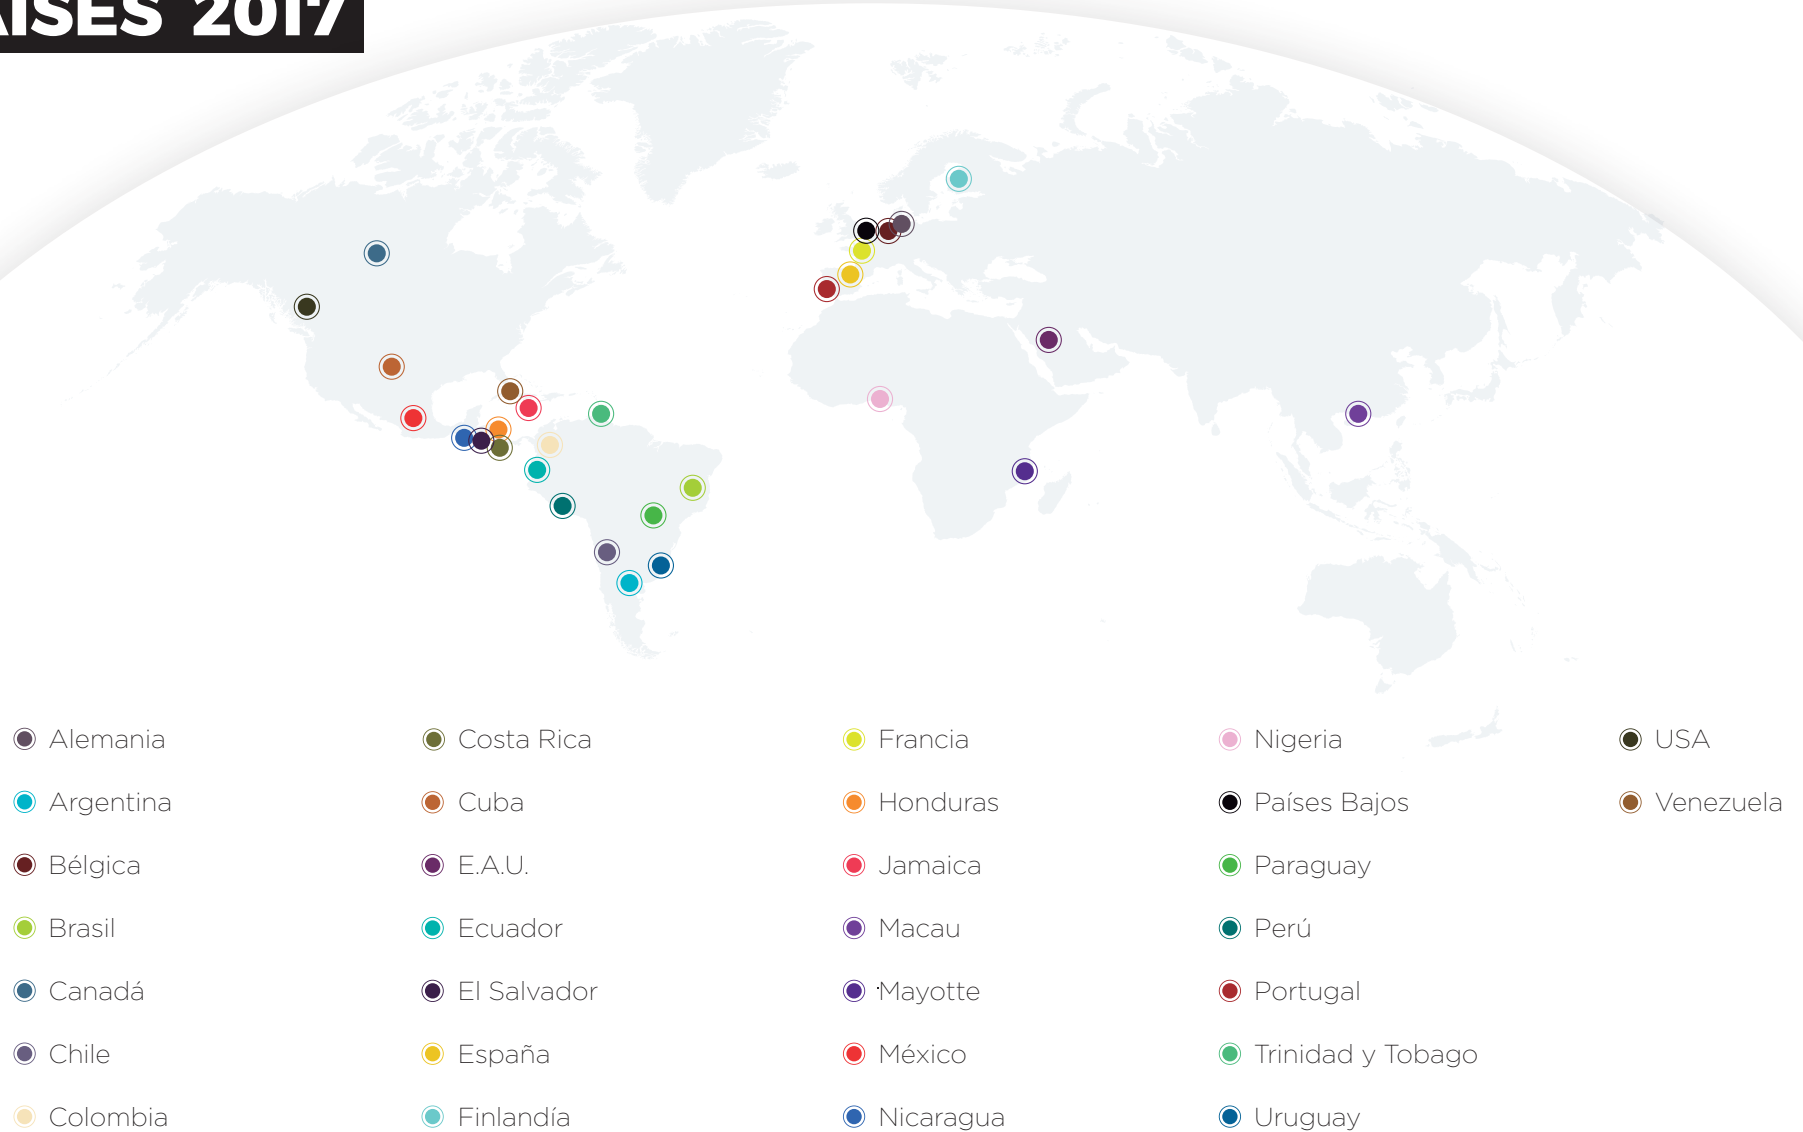 AÍSES 2017
Alemania
Argentina
Bélgica
Brasil
Canadá
Chile
Colombia
Costa Rica
Cuba
E.A.U.
Ecuador
El Salvador
España
Finlandía
Francia
Honduras
Jamaica
Macau
Mayotte
México
Nicaragua
Nigeria
Países Bajos
Paraguay
Perú
Portugal
Trinidad y Tobago
Uruguay
USA
Venezuela